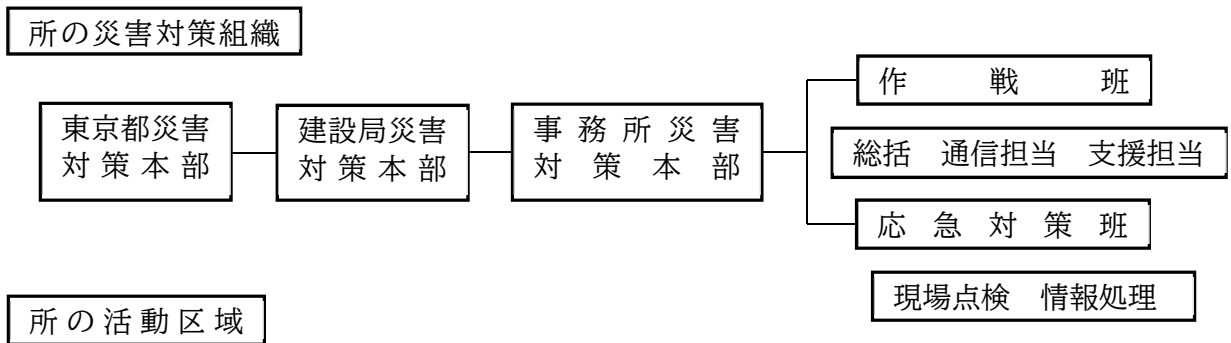 所の災害対策組織
東京都災害
対策本部
建設局災害
対策本部
事務所災害
対策本部
作戦班
総括 通信担当 支援担当
応急対策班
現場点検 情報処理
所の活動区域